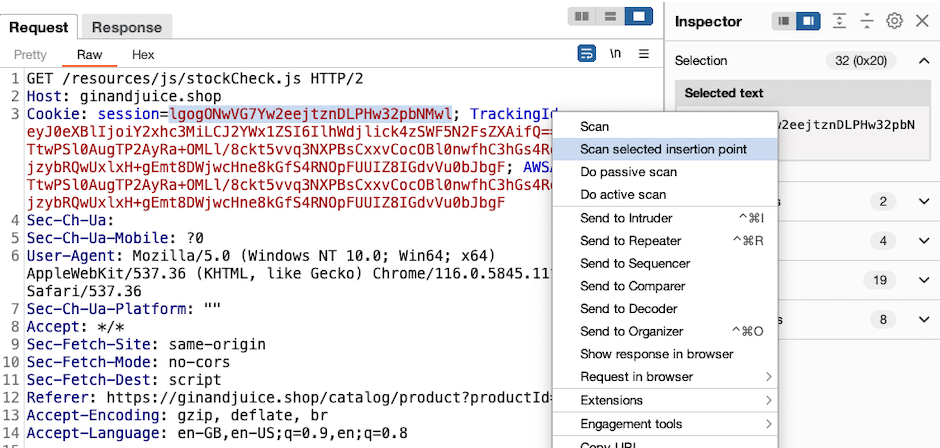 Request
Response
Inspector
Pretty
Raw
Hex
\n
Selection
32 (0x20)
Selected text
1 GET /resources/js/stockCheck.js HTTP/2
2 Host: ginandjuice.shop
3 Cookie: session=lgogONwVG7Yw2eejtznDLPHw32pbNMwl; TrackingId
eyJ0eXBlIjoiY2xhc3MiLCJ2YWx1ZSI6IlhWdjlick4zSWF5N2FsZXAifQ=
TtwPSl0AugTP2AyRa+OMLl/8ckt5vvq3NXPBsCxxvCocOBl0nwfhC3hGs4R
jzybRQwUxlxH+gEmt8DWjwcHne8kGfS4RNOpFUUIZ8IGdvVu0bJbgF; AWSA
TtwPSl0AugTP2AyRa+OMLl/8ckt5vvq3NXPBsCxxvCocOBl0nwfhC3hGs4R
jzybRQwUxlxH+gEmt8DWjwcHne8kGfS4RNOpFUUIZ8IGdvVu0bJbgF
4 Sec-Ch-Ua:
5 Sec-Ch-Ua-Mobile: ?0
6 User-Agent: Mozilla/5.0 (Windows NT 10.0; Win64; x64)
AppleWebKit/537.36 (KHTML, like Gecko) Chrome/116.0.5845.11
Safari/537.36
7 Sec-Ch-Ua-Platform: ""
8 Accept: */*
9 Sec-Fetch-Site: same-origin
10 Sec-Fetch-Mode: no-cors
11 Sec-Fetch-Dest: script
12 Referer: https://ginandjuice.shop/catalog/product?productId=
13 Accept-Encoding: gzip, deflate, br
14 Accept-Language: en-GB,en-US;q=0.9,en;q=0.8
Scan
Scan selected insertion point
Do passive scan
Do active scan
Send to Intruder ^⌘I
Send to Repeater ^⌘R
Send to Sequencer
Send to Comparer
Send to Decoder
Send to Organizer ^⌘O
Show response in browser
Request in browser
Extensions
Engagement tools
Copy URL
w2eejtznDLPHw32pbN
s 2
4
19
s 8